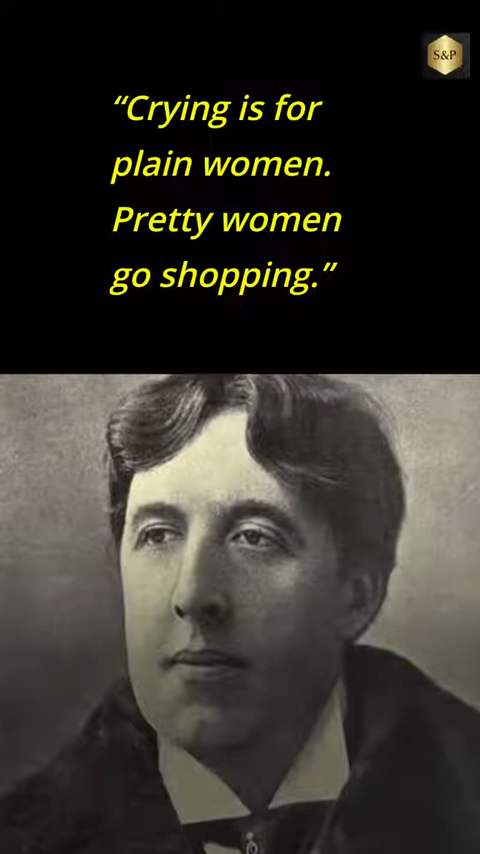 S&P
“Crying is for
plain women.
Pretty women
go shopping.”